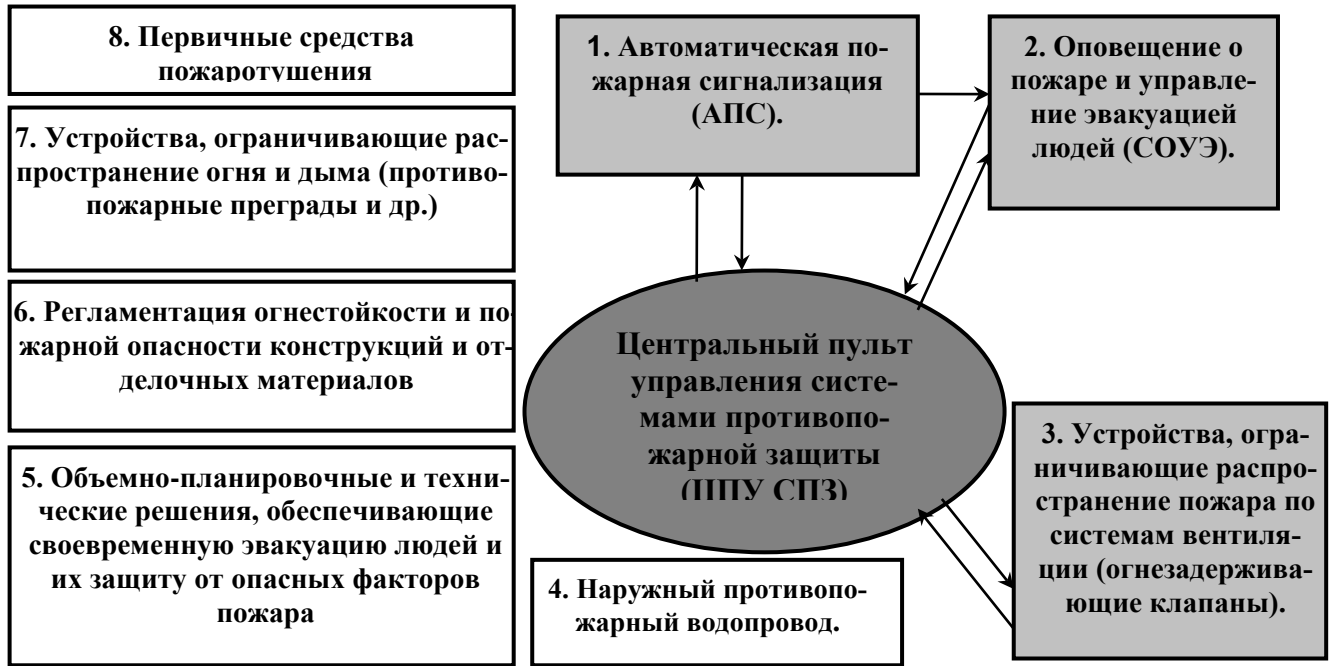 8. Первичные средства
пожаротушения
7. Устройства, ограничивающие рас-
пространение огня и дыма (противо-
пожарные преграды и др.)
6. Регламентация огнестойкости и по-
жарной опасности конструкций и от-
делочных материалов
5. Объемно-планировочные и техни-
ческие решения, обеспечивающие
своевременную эвакуацию людей и
их защиту от опасных факторов
пожара
1. Автоматическая по-
жарная сигнализация
(АПС).
2. Оповещение о
пожаре и управле-
ние эвакуацией
людей (СОУЭ).
Центральный пульт
управления систе-
мами противопо-
жарной защиты
(ЦПУ СПЗ)
3. Устройства, огра-
ничивающие распро-
странение пожара по
системам вентиля-
ции (огнезадержива-
ющие клапаны).
4. Наружный противопо-
жарный водопровод.